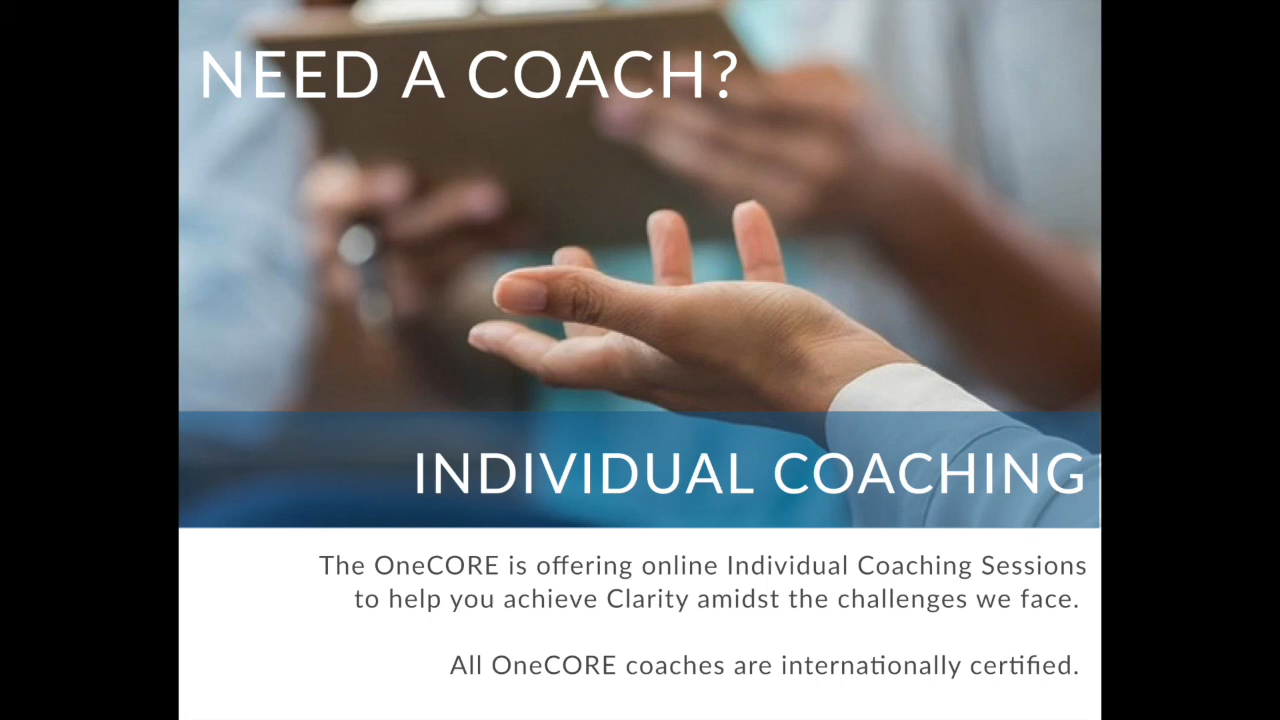 NEED A COACH?
INDIVIDUAL COACHING
The OneCORE is offering online Individual Coaching Sessions
to help you achieve Clarity amidst the challenges we face.
All OneCORE coaches are internationally certified.